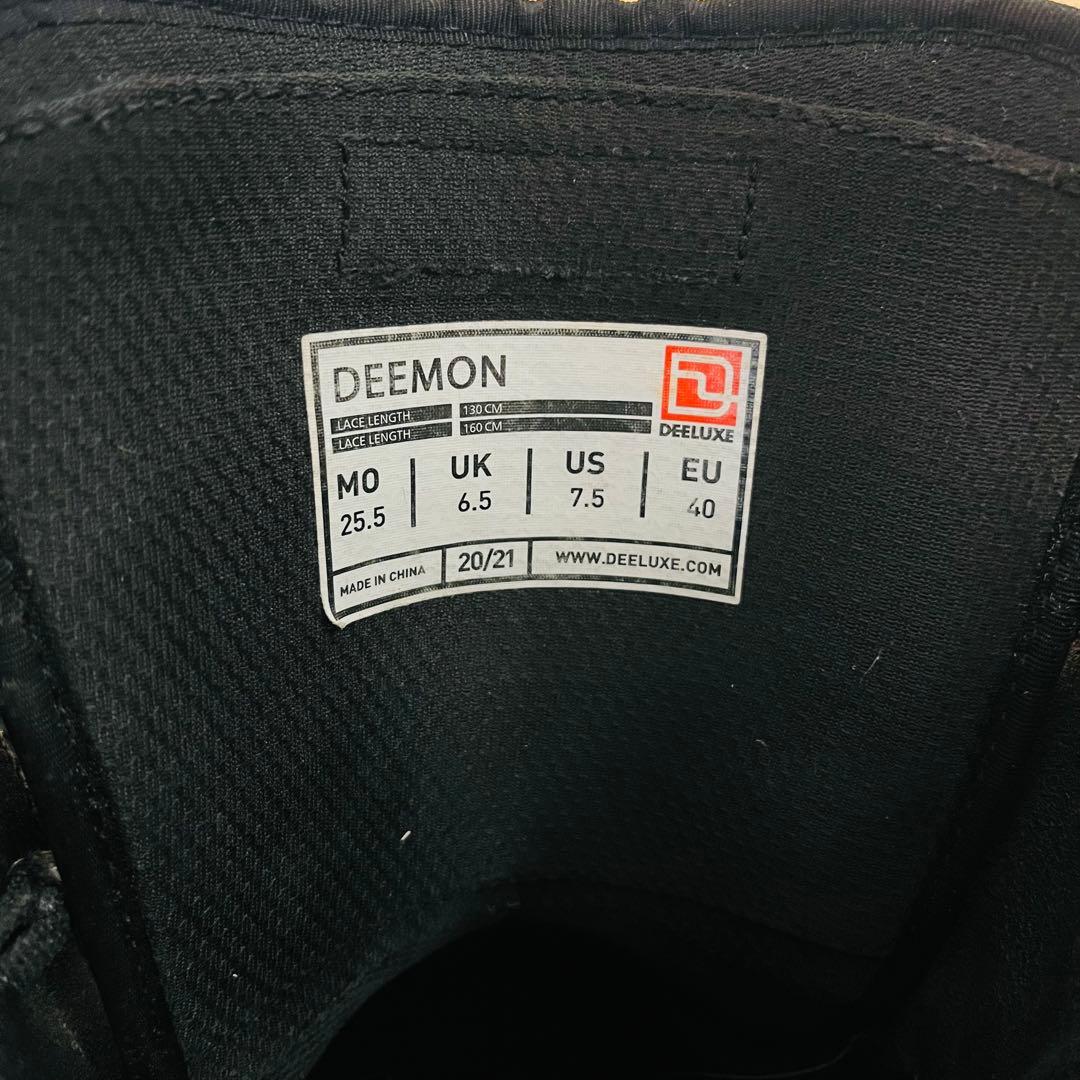 DEEMON
LACE LENGTH 130 CM
LACE LENGTH 160 CM
DEELUXE
MO UK US EU
25.5 6.5 7.5 40
MADE IN CHINA 20/21 WWW.DEELUXE.COM